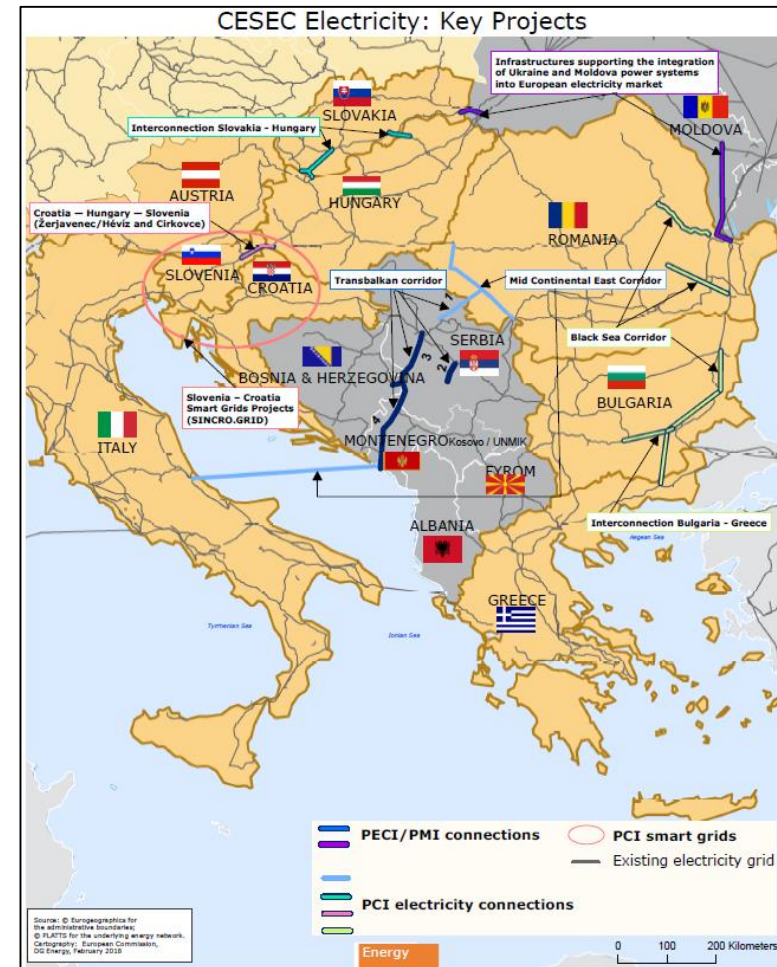 CESEC Electricity: Key Projects
Infrastructures supporting the integration
of Ukraine and Moldova power systems
into European electricity market
SLOVAKIA
MOLDOVA
Interconnection Slovakia - Hungary
AUSTRIA
HUNGARY
Croatia — Hungary — Slovenia
(Žerjavenec/Hévíz and Cirkovce)
ROMANIA
SLOVENIA
CROATIA
Transbalkan corridor
Mid Continental East Corridor
1
SERBIA
Black Sea Corridor
3
2
BOSNIA & HERZEGOVINA
BULGARIA
Slovenia – Croatia
Smart Grids Projects
(SINCRO.GRID)
4
ITALY
MONTENEGRO
Kosovo / UNMIK
FYROM
Interconnection Bulgaria - Greece
ALBANIA
Aegean Sea
GREECE
Tyrrhenian Sea
Ionian Sea
PECI/PMI connections
PCI smart grids
Existing electricity grid
PCI electricity connections
Source: © Eurogeographics for
the administrative boundaries;
© PLATTS for the underlying energy network.
Cartography: European Commission,
DG Energy, February 2016
Energy
0 100 200 Kilometers